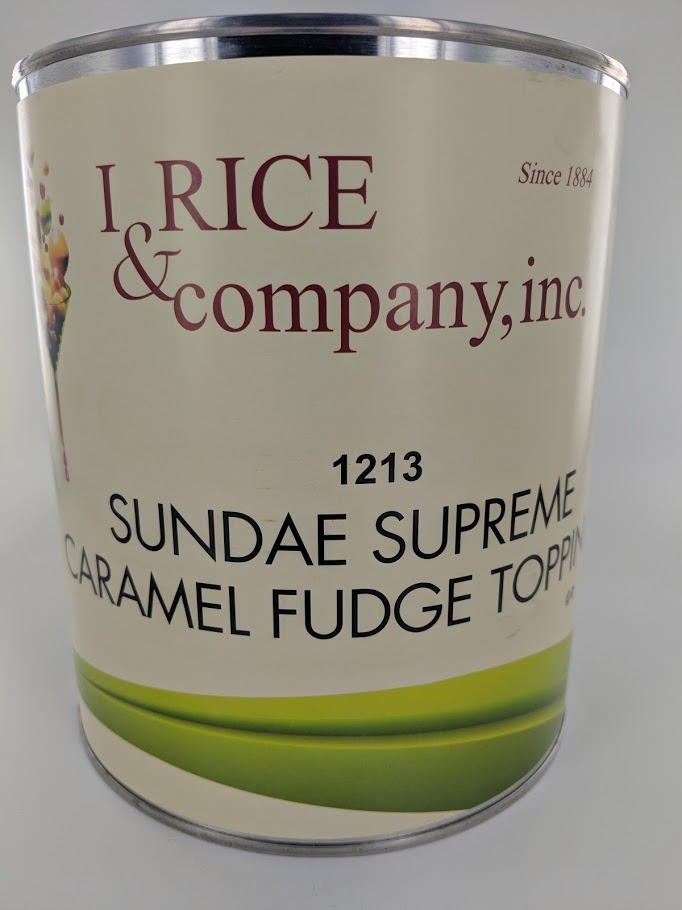 I RICE
Since 1884
& company, inc.
1213
SUNDAE SUPREME
CARAMEL FUDGE TOPPIN